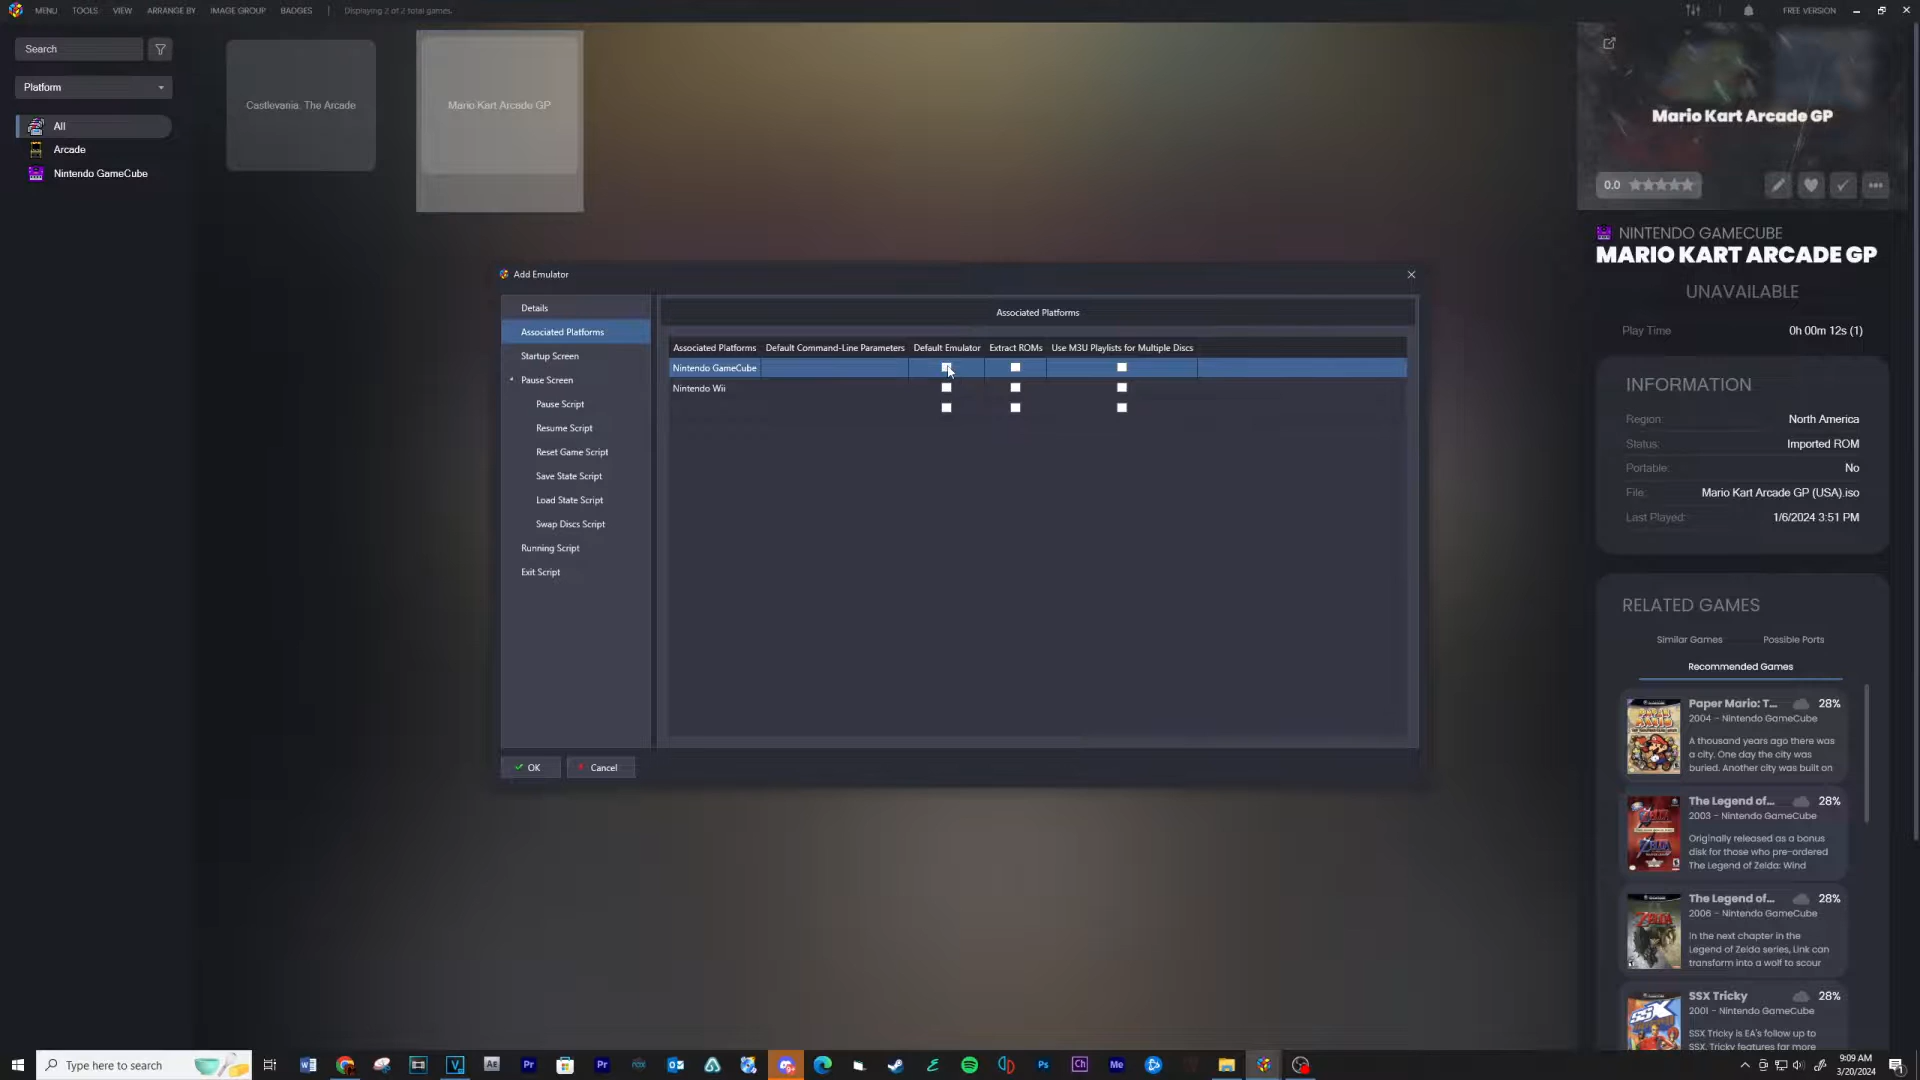 MENU TOOLS VIEW ARRANGE BY IMAGE GROUP BADGES | Displaying 2 of 2 total games. FREE VERSION
Search
Platform
All
Arcade
Nintendo GameCube
Castlevania: The Arcade
Mario Kart Arcade GP
Add Emulator
Details
Associated Platforms
Startup Screen
Pause Screen
Pause Script
Resume Script
Reset Game Script
Save State Script
Load State Script
Swap Discs Script
Running Script
Exit Script
Associated Platforms
Associated Platforms Default Command-Line Parameters Default Emulator Extract ROMs Use M3U Playlists for Multiple Discs
Nintendo GameCube
Nintendo Wii
OK Cancel
Mario Kart Arcade GP
0.0
NINTENDO GAMECUBE
MARIO KART ARCADE GP
UNAVAILABLE
Play Time 0h 00m 12s (1)
INFORMATION
Region: North America
Status: Imported ROM
Portable: No
File: Mario Kart Arcade GP (USA).iso
Last Played: 1/6/2024 3:51 PM
RELATED GAMES
Similar Games Possible Ports
Recommended Games
Paper Mario: T... 28%
2004 - Nintendo GameCube
A thousand years ago there was
a city. One day the city was
buried. Another city was built on
The Legend of... 28%
2003 - Nintendo GameCube
Originally released as a bonus
disk for those who pre-ordered
The Legend of Zelda: Wind
The Legend of... 28%
2006 - Nintendo GameCube
In the next chapter in the
Legend of Zelda series, Link can
transform into a wolf to scour
SSX Tricky 28%
2001 - Nintendo GameCube
SSX Tricky is EA's follow up to
SSX. Tricky features far more
Type here to search
9:09 AM
3/20/2024